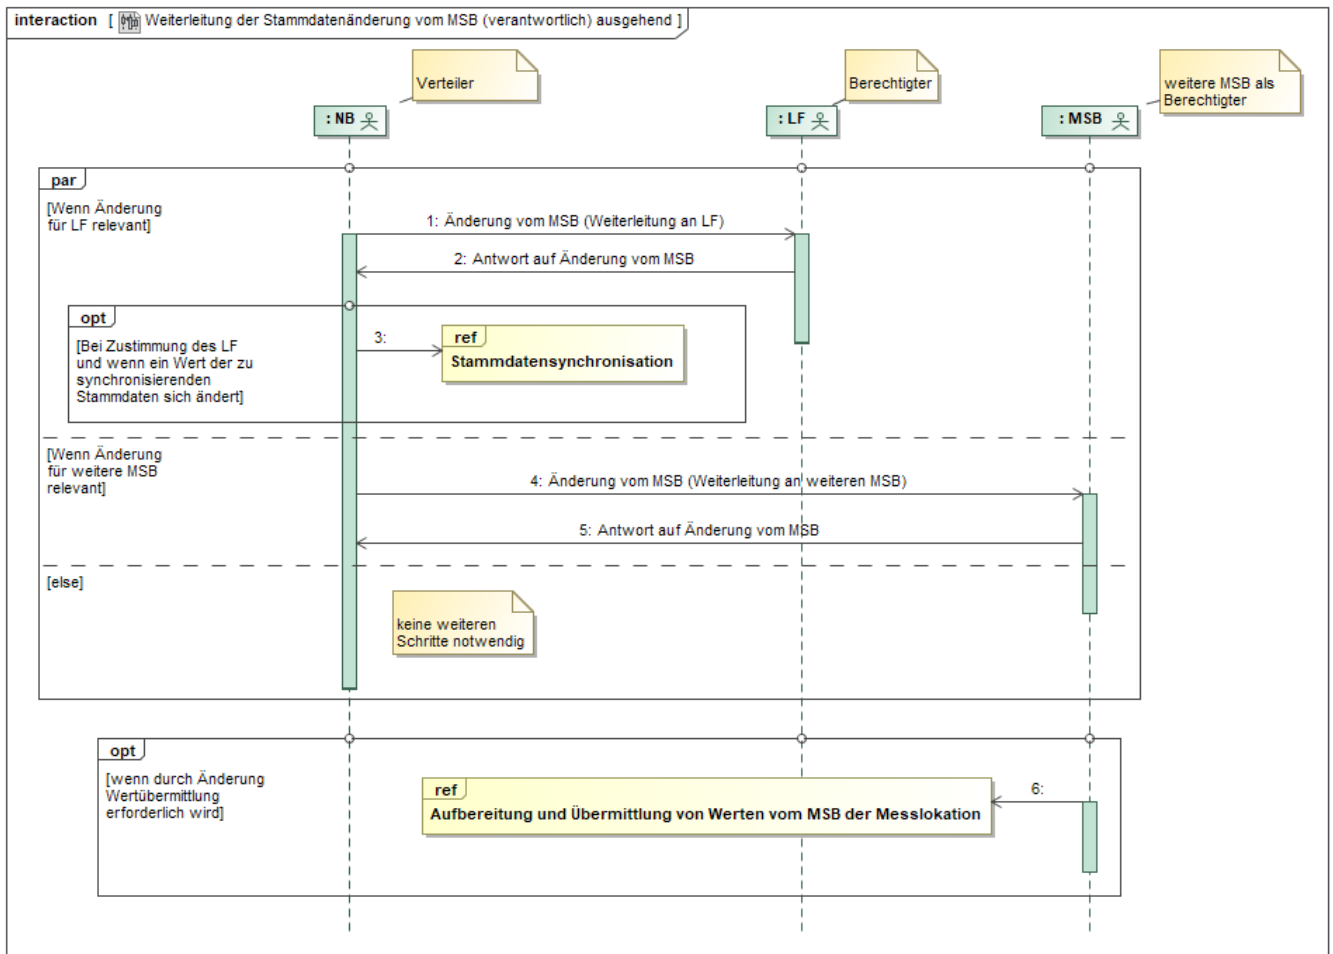 interaction [ Weiterleitung der Stammdatenänderung vom MSB (verantwortlich) ausgehend ]
Verteiler
Berechtigter
weitere MSB als
Berechtigter
: NB
: LF
: MSB
par
[Wenn Änderung
für LF relevant]
1: Änderung vom MSB (Weiterleitung an LF)
2: Antwort auf Änderung vom MSB
opt
[Bei Zustimmung des LF
und wenn ein Wert der zu
synchronisierenden
Stammdaten sich ändert]
3:
ref
Stammdatensynchronisation
[Wenn Änderung
für weitere MSB
relevant]
4: Änderung vom MSB (Weiterleitung an weiteren MSB)
5: Antwort auf Änderung vom MSB
[else]
keine weiteren
Schritte notwendig
opt
[wenn durch Änderung
Wertübermittlung
erforderlich wird]
ref
Aufbereitung und Übermittlung von Werten vom MSB der Messlokation
6: